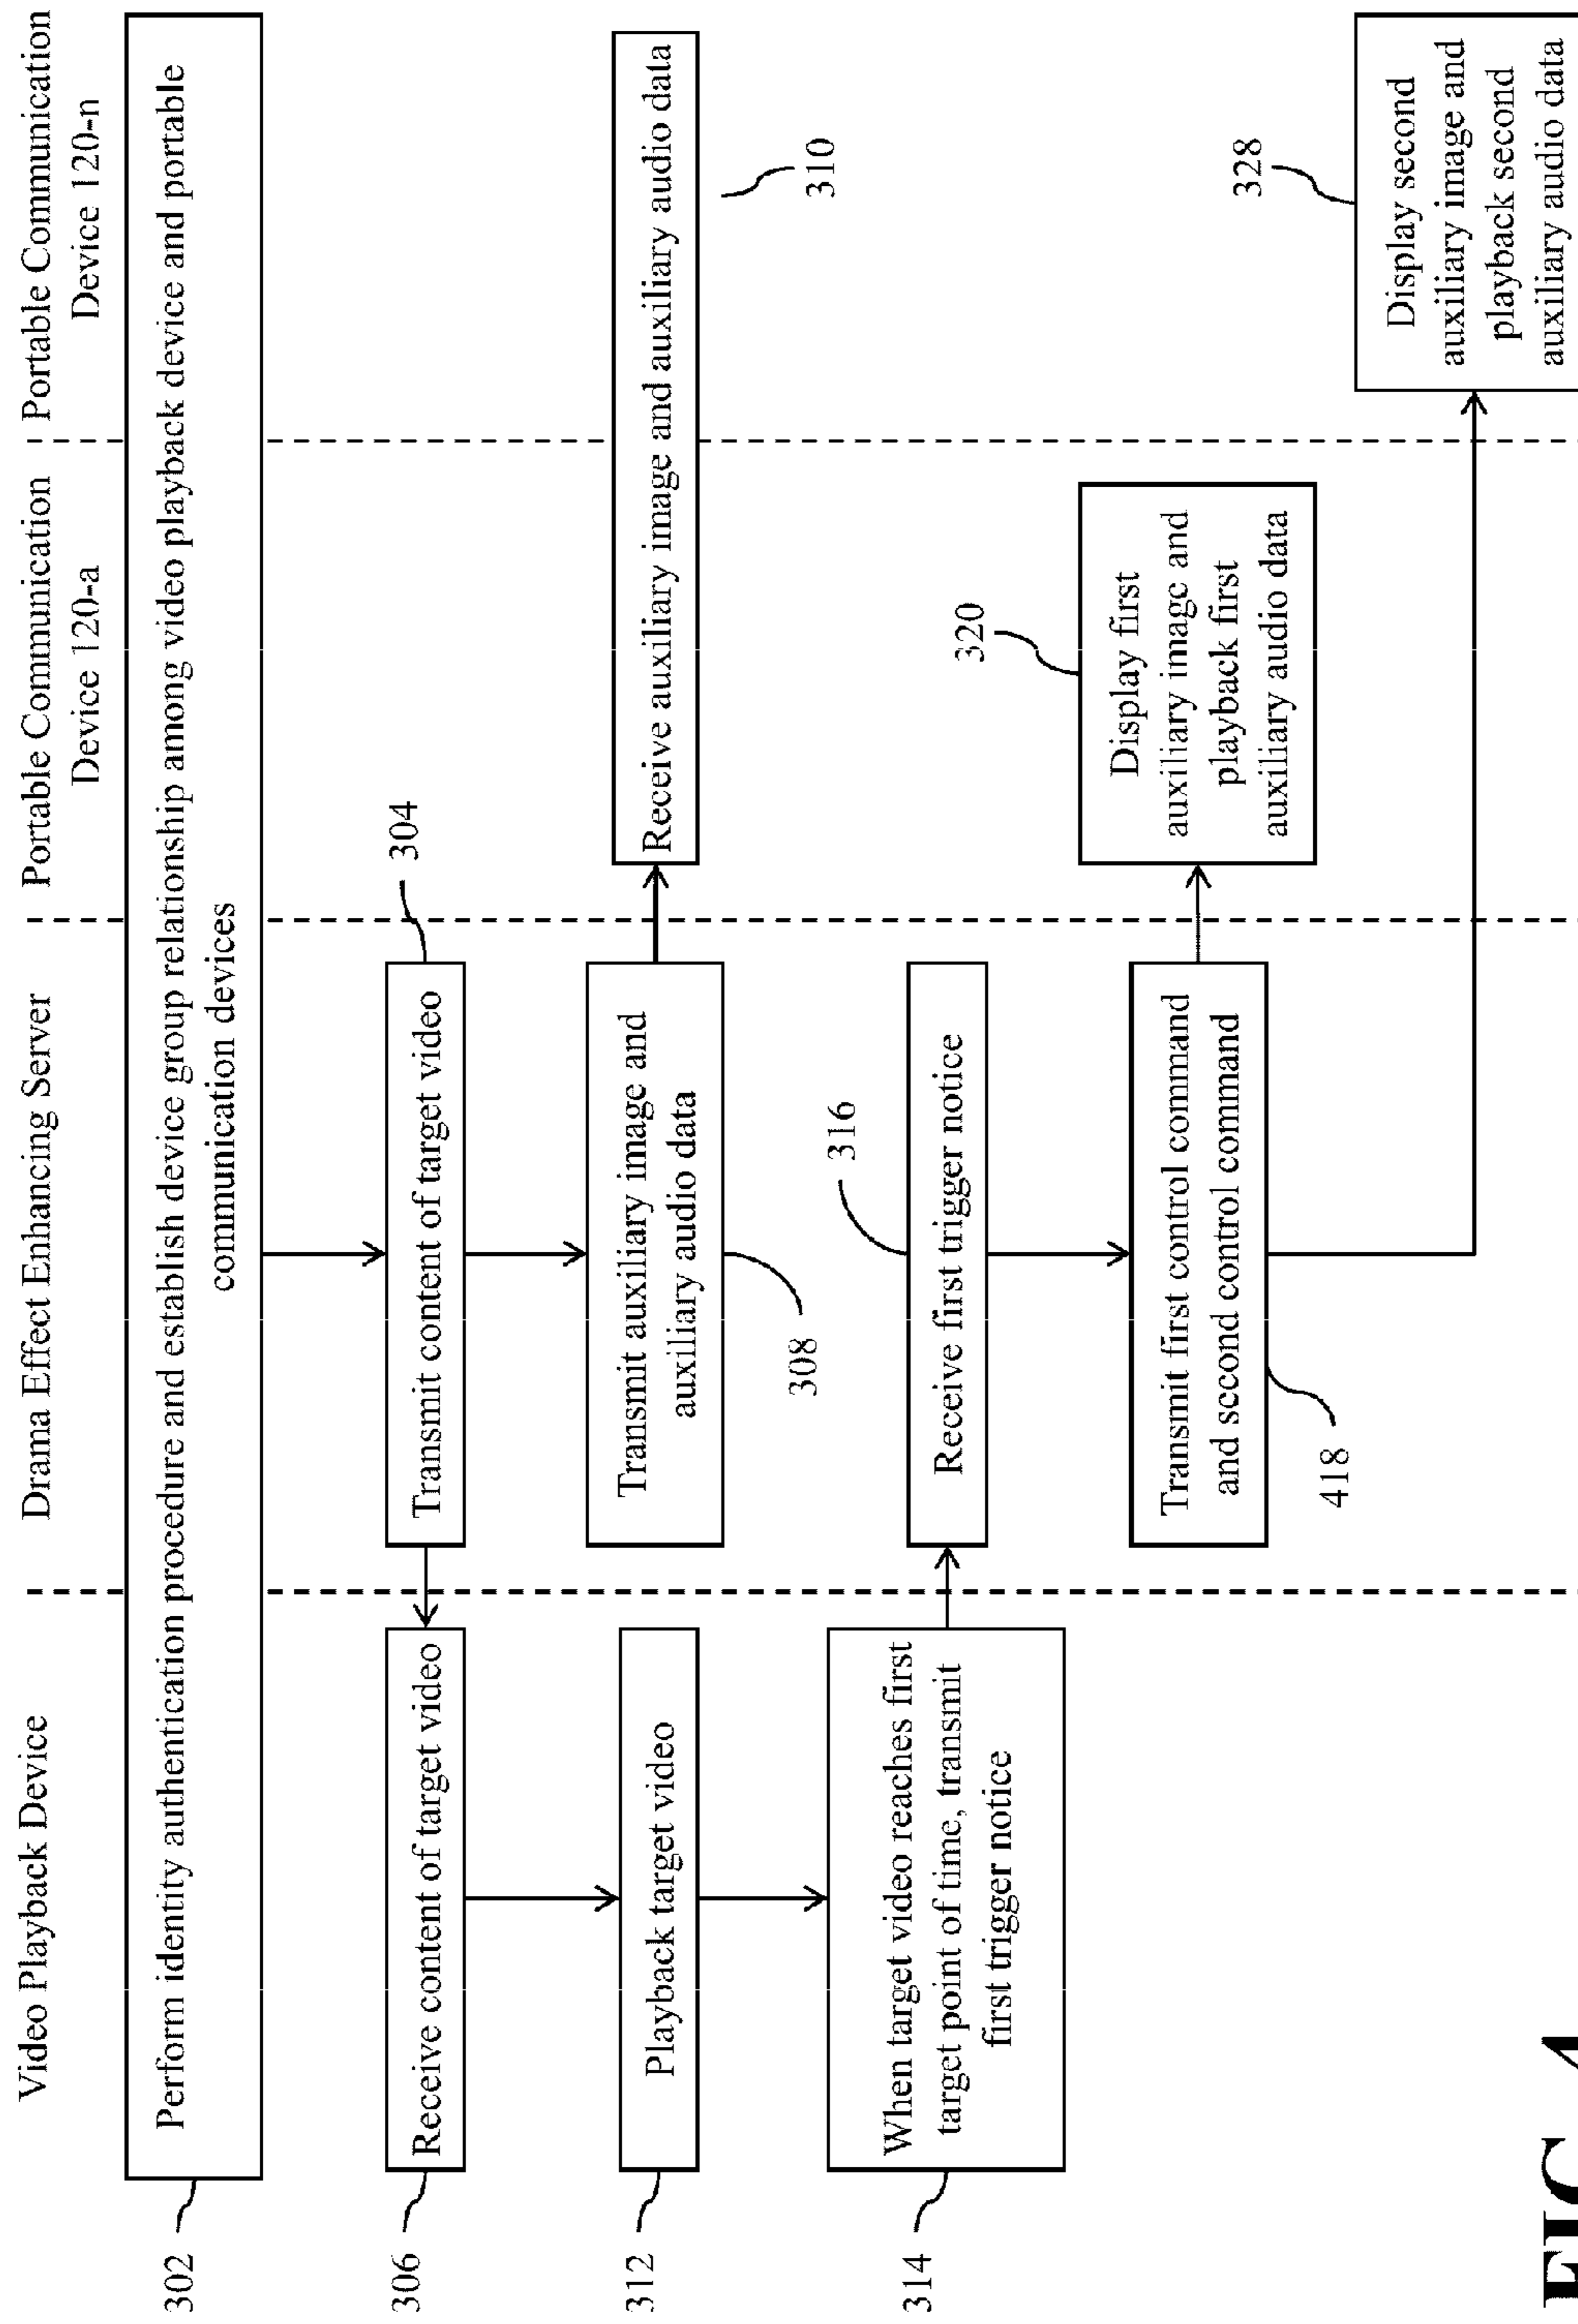 Video Playback Device
Drama Effect Enhancing Server
Portable Communication
Device 120-a
Portable Communication
Device 120-n
302
Perform identity authentication procedure and establish device group relationship among video playback device and portable
communication devices
304
Transmit content of target video
306
Receive content of target video
308
Transmit auxiliary image and
auxiliary audio data
310
Receive auxiliary image and auxiliary audio data
312
Playback target video
314
When target video reaches first
target point of time, transmit
first trigger notice
316
Receive first trigger notice
418
Transmit first control command
and second control command
320
Display first
auxiliary image and
playback first
auxiliary audio data
328
Display second
auxiliary image and
playback second
auxiliary audio data
FIG. 4